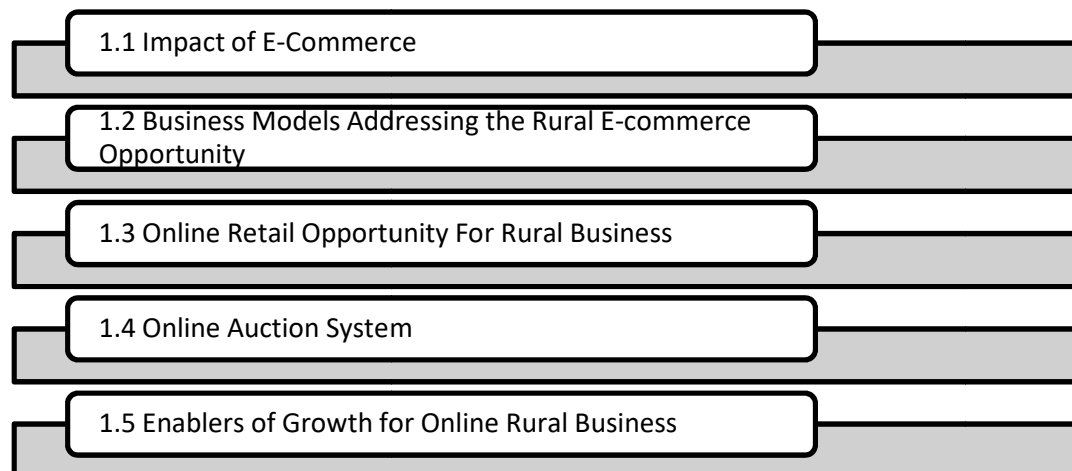 1.1 Impact of E-Commerce
1.2 Business Models Addressing the Rural E-commerce
Opportunity
1.3 Online Retail Opportunity For Rural Business
1.4 Online Auction System
1.5 Enablers of Growth for Online Rural Business